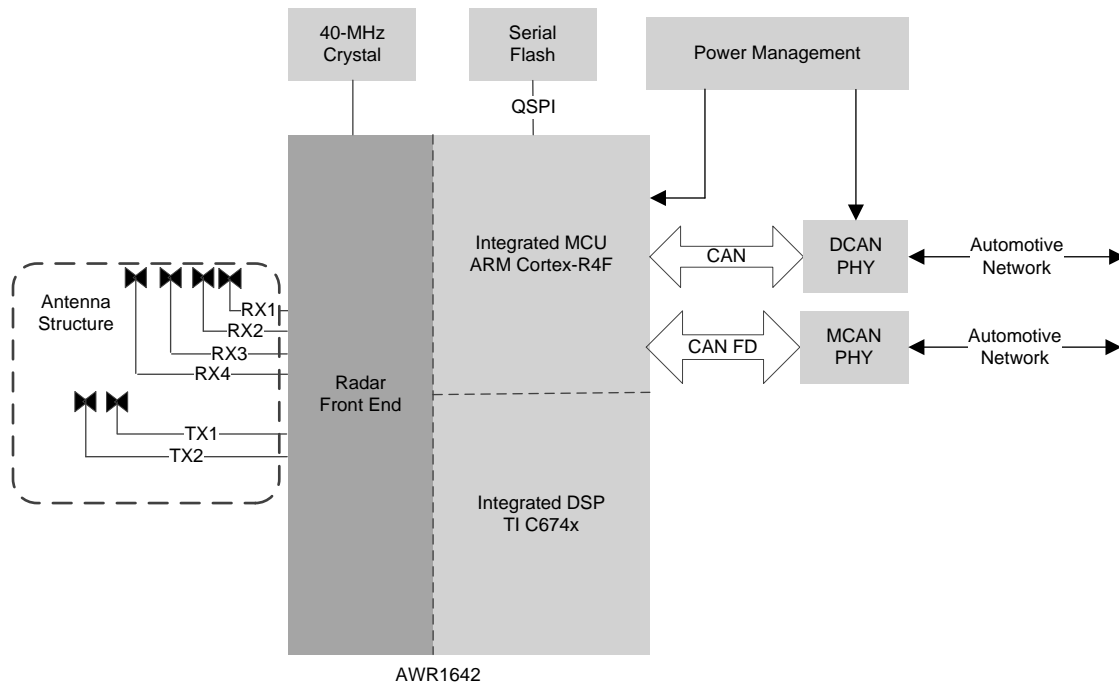 40-MHz
Crystal
Serial
Flash
Power Management
QSPI
Integrated MCU
ARM Cortex-R4F
CAN
DCAN
PHY
Automotive
Network
Antenna
Structure
RX1
RX2
RX3
RX4
CAN FD
MCAN
PHY
Automotive
Network
Radar
Front End
TX1
TX2
Integrated DSP
TI C674x
AWR1642